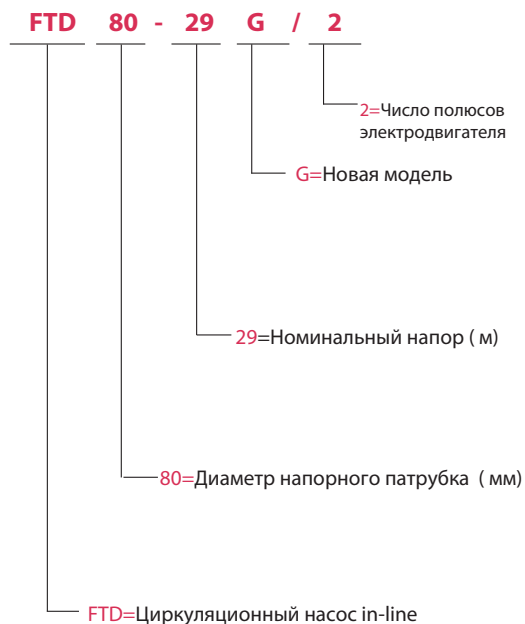 FTD 80 - 29 G / 2
2=Число полюсов
электродвигателя
G=Новая модель
29=Номинальный напор ( м)
80=Диаметр напорного патрубка ( мм)
FTD=Циркуляционный насос in-line